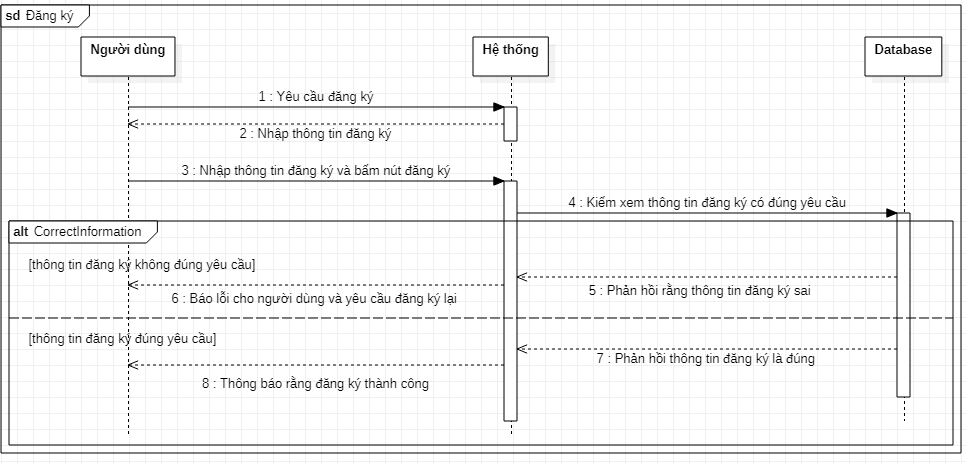 sd Đăng ký
Người dùng
Hệ thống
Database
1 : Yêu cầu đăng ký
2 : Nhập thông tin đăng ký
3 : Nhập thông tin đăng ký và bấm nút đăng ký
4 : Kiểm xem thông tin đăng ký có đúng yêu cầu
alt CorrectInformation
[thông tin đăng ký không đúng yêu cầu]
5 : Phản hồi rằng thông tin đăng ký sai
6 : Báo lỗi cho người dùng và yêu cầu đăng ký lại
[thông tin đăng ký đúng yêu cầu]
7 : Phản hồi thông tin đăng ký là đúng
8 : Thông báo rằng đăng ký thành công